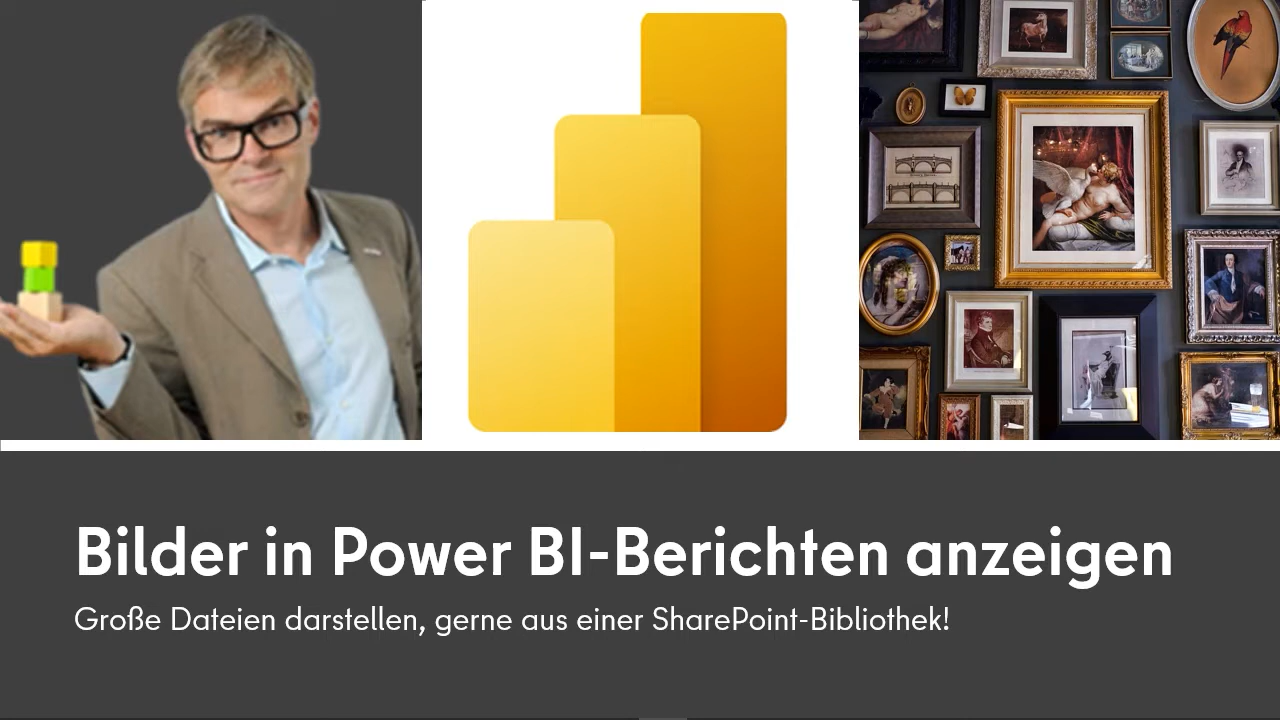 Bilder in Power BI-Berichten anzeigen
Große Dateien darstellen, gerne aus einer SharePoint-Bibliothek!